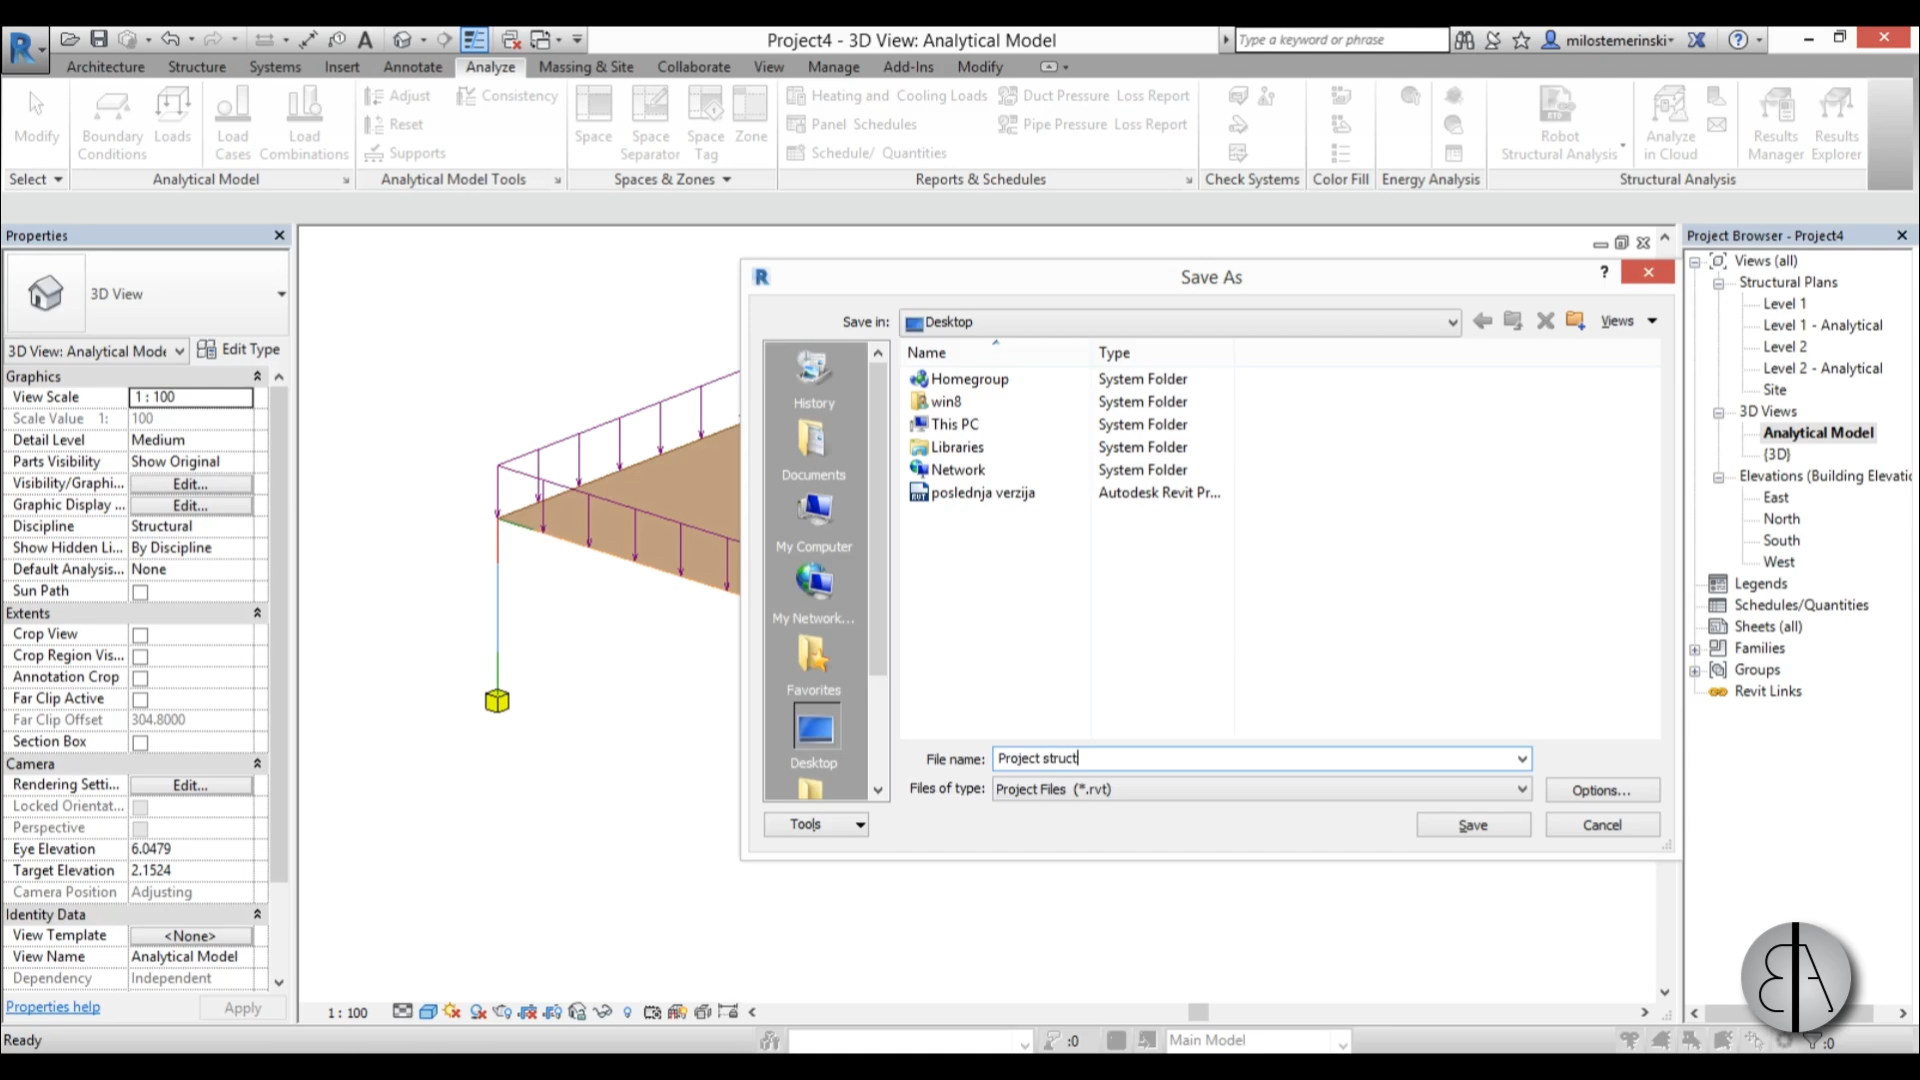 Project4 - 3D View: Analytical Model
Type a keyword or phrase
milostemerinski
Architecture Structure Systems Insert Annotate Analyze Massing & Site Collaborate View Manage Add-Ins Modify
Modify
Boundary Conditions
Loads
Load Cases
Load Combinations
Adjust
Reset
Supports
Consistency
Space
Space Separator
Space Tag
Zone
Heating and Cooling Loads
Panel Schedules
Schedule/ Quantities
Duct Pressure Loss Report
Pipe Pressure Loss Report
Robot Structural Analysis
Analyze in Cloud
Results Manager
Results Explorer
Select Analytical Model Analytical Model Tools Spaces & Zones Reports & Schedules Check Systems Color Fill Energy Analysis Structural Analysis
Properties
3D View
3D View: Analytical Mode
Edit Type
Graphics
View Scale 1 : 100
Scale Value 1: 100
Detail Level Medium
Parts Visibility Show Original
Visibility/Graphi... Edit...
Graphic Display ... Edit...
Discipline Structural
Show Hidden Li... By Discipline
Default Analysis... None
Sun Path
Extents
Crop View
Crop Region Vis...
Annotation Crop
Far Clip Active
Far Clip Offset 304.8000
Section Box
Camera
Rendering Setti... Edit...
Locked Orientat...
Perspective
Eye Elevation 6.0479
Target Elevation 2.1524
Camera Position Adjusting
Identity Data
View Template <None>
View Name Analytical Model
Dependency Independent
Properties help
Apply
Ready
Save As
Save in: Desktop
Views
History
Documents
My Computer
My Network...
Favorites
Desktop
Name Type
Homegroup System Folder
win8 System Folder
This PC System Folder
Libraries System Folder
Network System Folder
poslednja verzija Autodesk Revit Pr...
File name: Project struct
Files of type: Project Files (*.rvt)
Options...
Tools
Save
Cancel
1 : 100
:0
Main Model
:0
Project Browser - Project4
Views (all)
Structural Plans
Level 1
Level 1 - Analytical
Level 2
Level 2 - Analytical
Site
3D Views
Analytical Model
{3D}
Elevations (Building Elevatic
East
North
South
West
Legends
Schedules/Quantities
Sheets (all)
Families
Groups
Revit Links